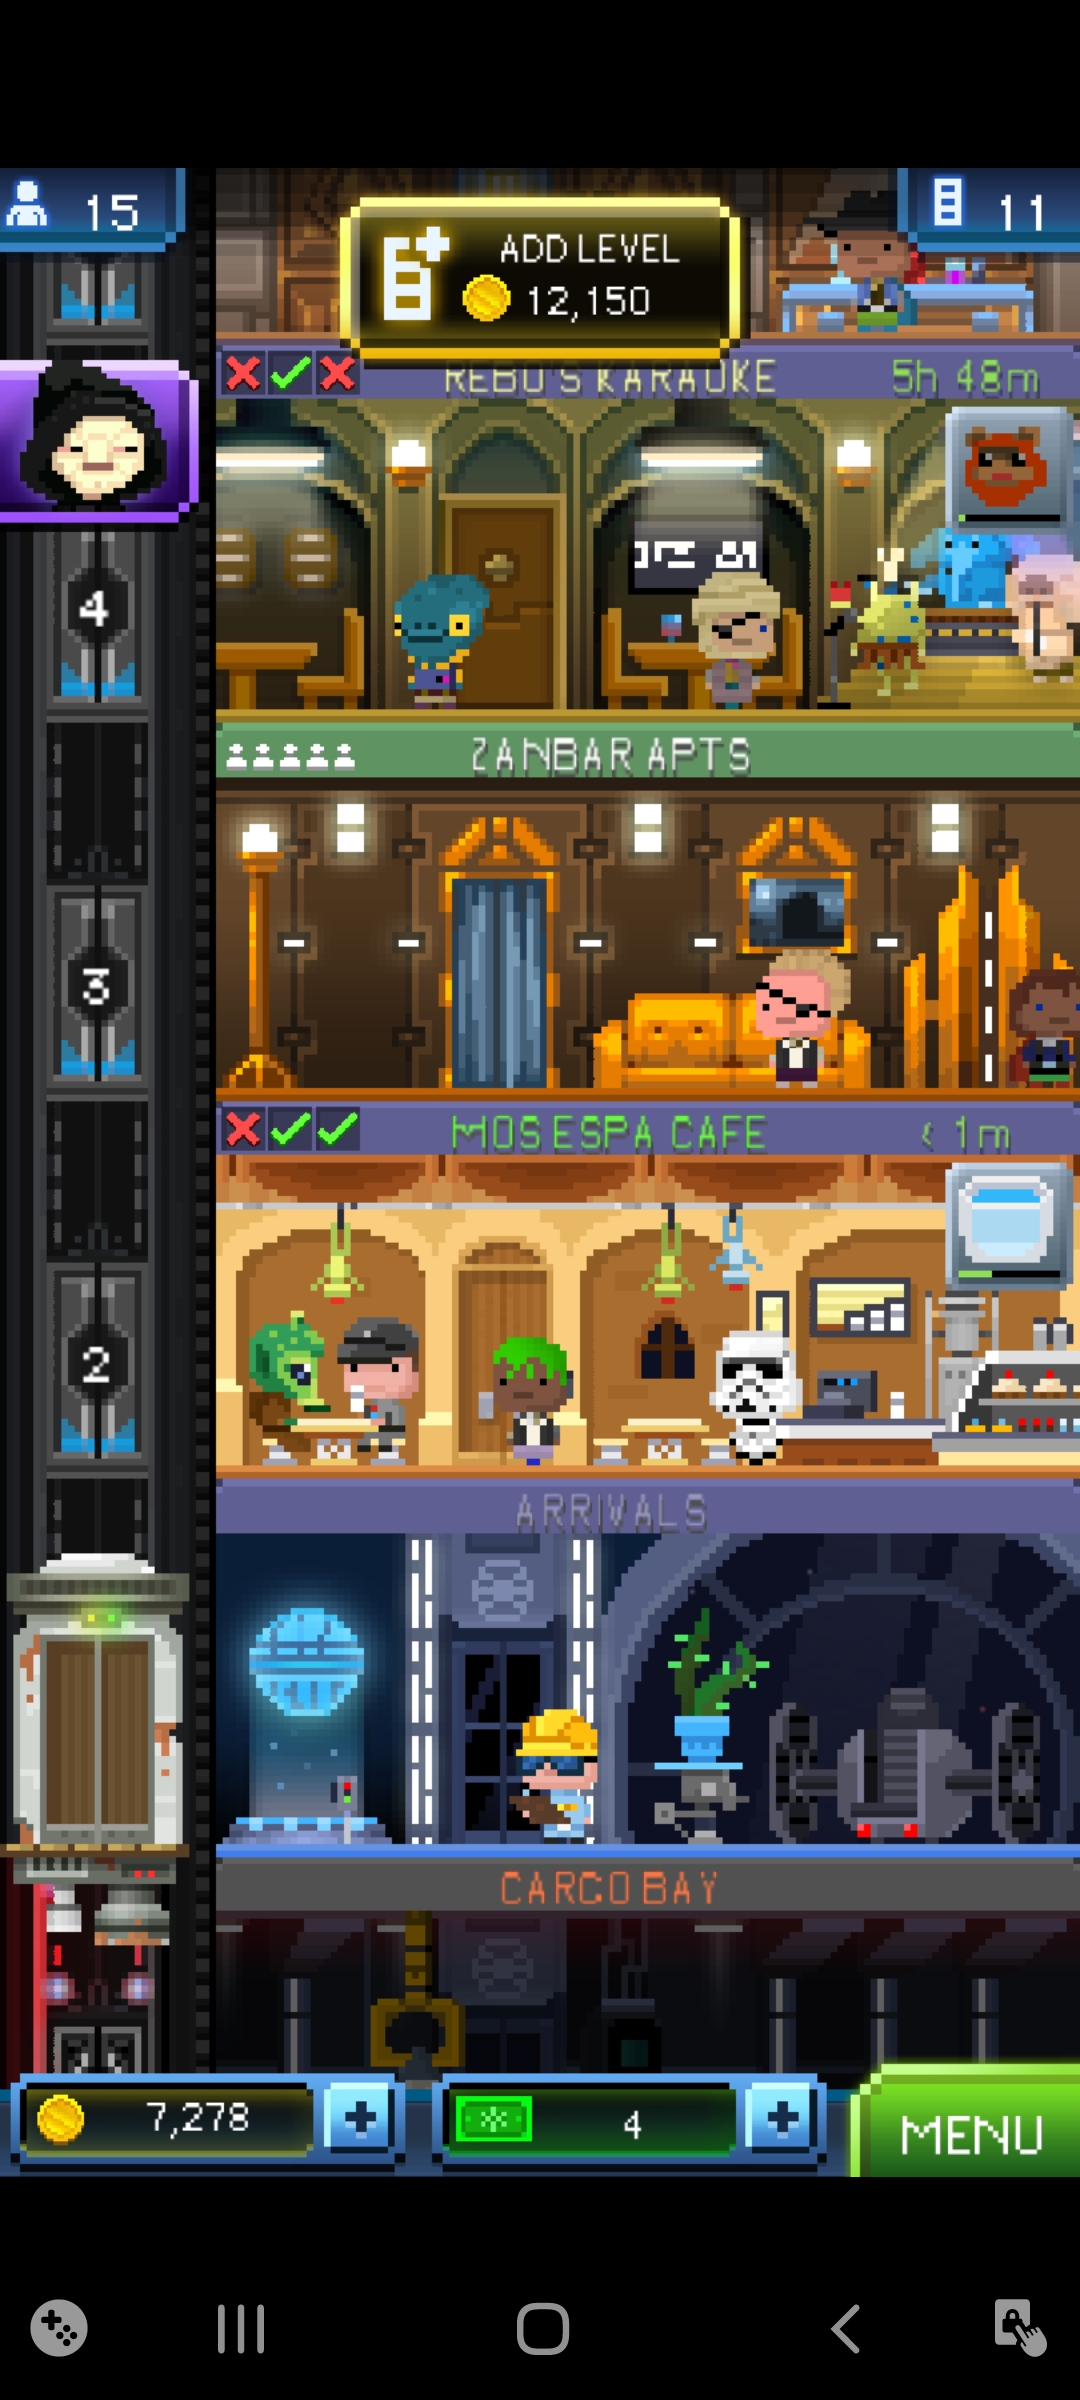 15
ADD LEVEL
12,150
11
REBO'S KARAOKE
5h 48m
4
ZANBAR APTS
3
MOS ESPA CAFE
< 1m
2
ARRIVALS
CARGO BAY
7,278
+
4
+
MENU